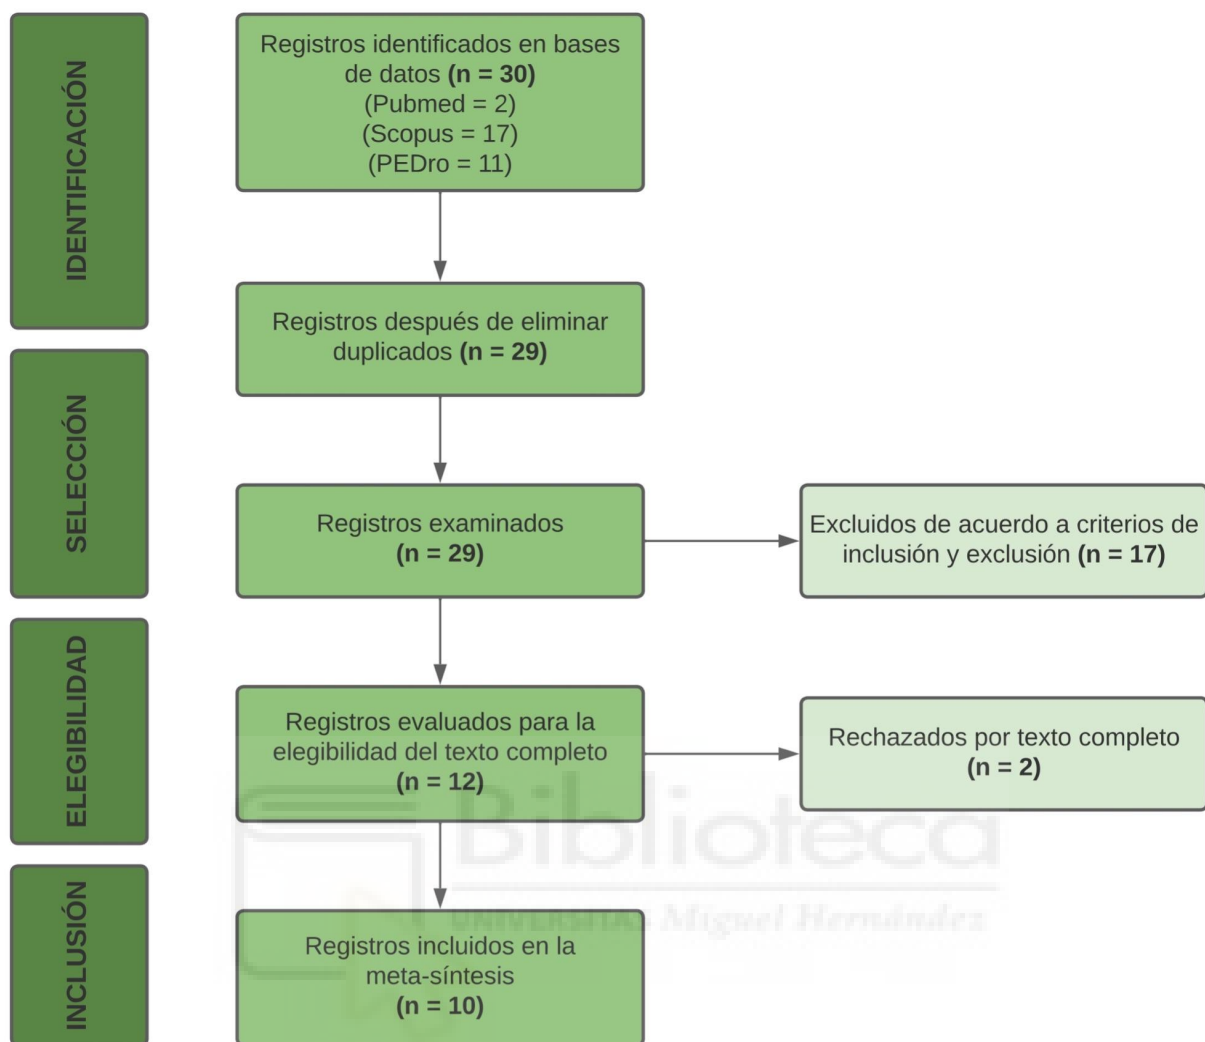 IDENTIFICACIÓN
Registros identificados en bases
de datos (n = 30)
(Pubmed = 2)
(Scopus = 17)
(PEDro = 11)
Registros después de eliminar
duplicados (n = 29)
SELECCIÓN
Registros examinados
(n = 29)
Excluidos de acuerdo a criterios de
inclusión y exclusión (n = 17)
ELEGIBILIDAD
Registros evaluados para la
elegibilidad del texto completo
(n = 12)
Rechazados por texto completo
(n = 2)
INCLUSIÓN
Registros incluidos en la
meta-síntesis
(n = 10)
Biblioteca
UNIVERSITAS Miguel Hernández